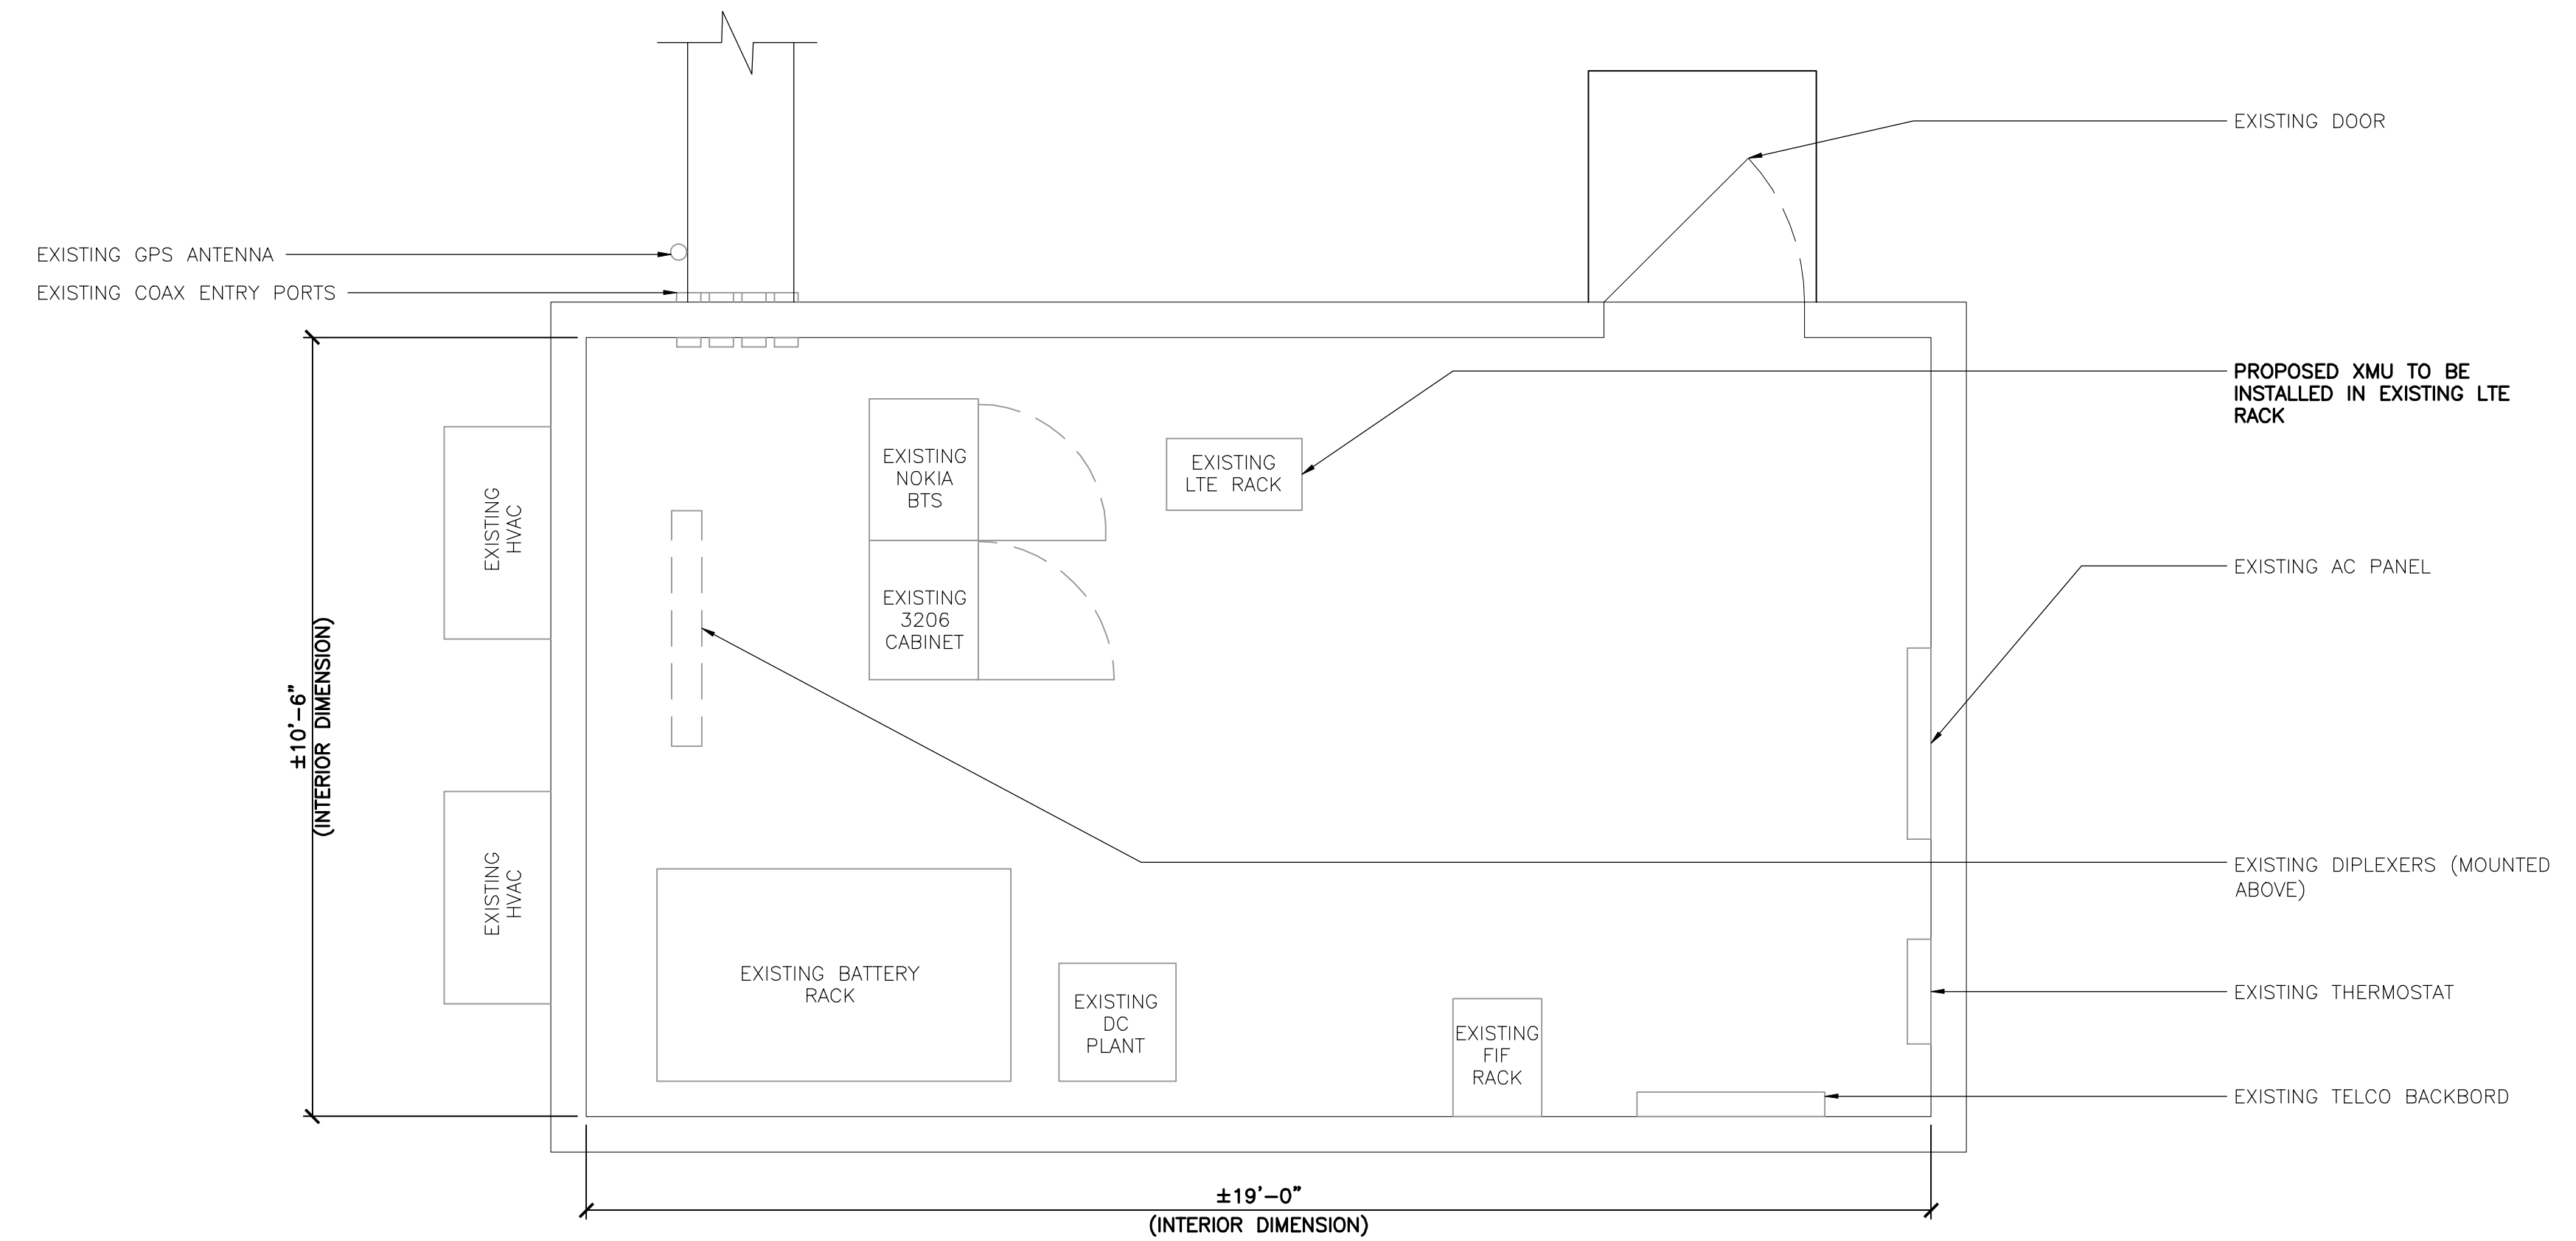 EXISTING DOOR
EXISTING GPS ANTENNA
EXISTING COAX ENTRY PORTS
PROPOSED XMU TO BE
INSTALLED IN EXISTING LTE
RACK
EXISTING
NOKIA
BTS
EXISTING
LTE RACK
EXISTING
HVAC
EXISTING AC PANEL
EXISTING
3206
CABINET
±10'-6"
(INTERIOR DIMENSION)
EXISTING DIPLEXERS (MOUNTED
ABOVE)
EXISTING
HVAC
EXISTING BATTERY
RACK
EXISTING
DC
PLANT
EXISTING THERMOSTAT
EXISTING
FIF
RACK
EXISTING TELCO BACKBORD
±19'-0"
(INTERIOR DIMENSION)